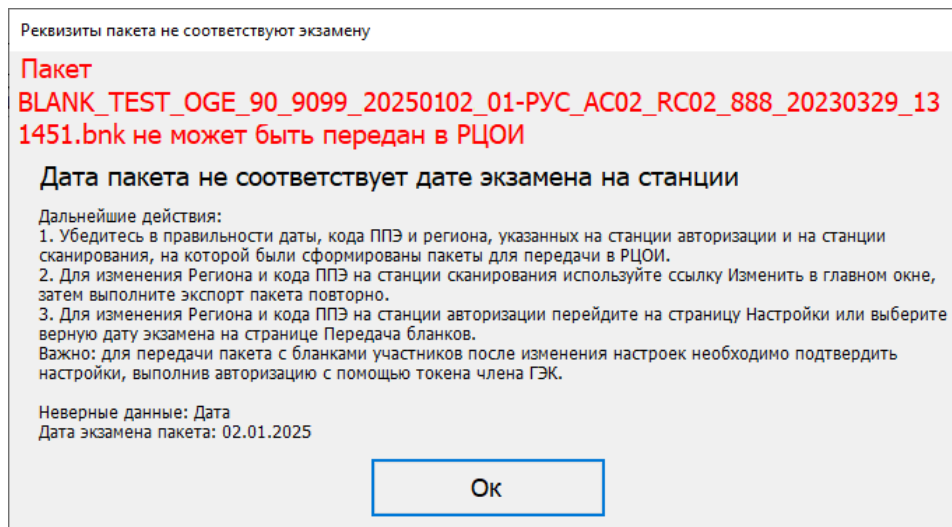 Реквизиты пакета не соответствуют экзамену
Пакет
BLANK_TEST_OGE_90_9099_20250102_01-РУС_AC02_RC02_888_20230329_13
1451.bnk не может быть передан в РЦОИ
Дата пакета не соответствует дате экзамена на станции
Дальнейшие действия:
1. Убедитесь в правильности даты, кода ППЭ и региона, указанных на станции авторизации и на станции
сканирования, на которой были сформированы пакеты для передачи в РЦОИ.
2. Для изменения Региона и кода ППЭ на станции сканирования используйте ссылку Изменить в главном окне,
затем выполните экспорт пакета повторно.
3. Для изменения Региона и кода ППЭ на станции авторизации перейдите на страницу Настройки или выберите
верную дату экзамена на странице Передача бланков.
Важно: для передачи пакета с бланками участников после изменения настроек необходимо подтвердить
настройки, выполнив авторизацию с помощью токена члена ГЭК.
Неверные данные: Дата
Дата экзамена пакета: 02.01.2025
Ок